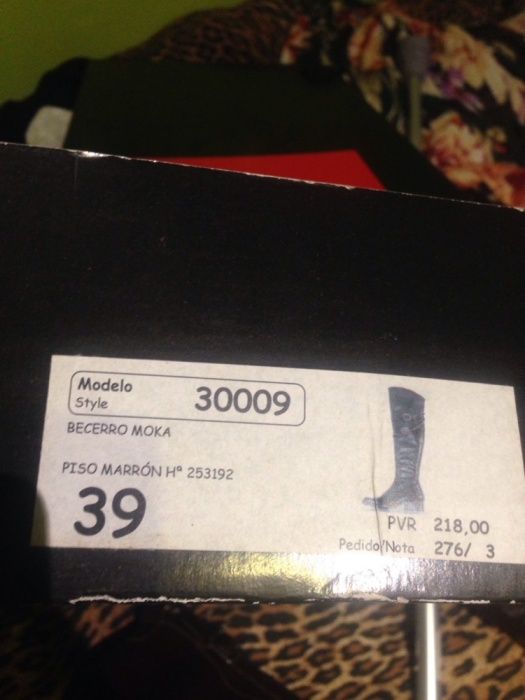 Modelo
Style 30009
BECERRO MOKA
PISO MARRÓN Hº 253192
39
PVR 218,00
Pedido/Nota 276/ 3